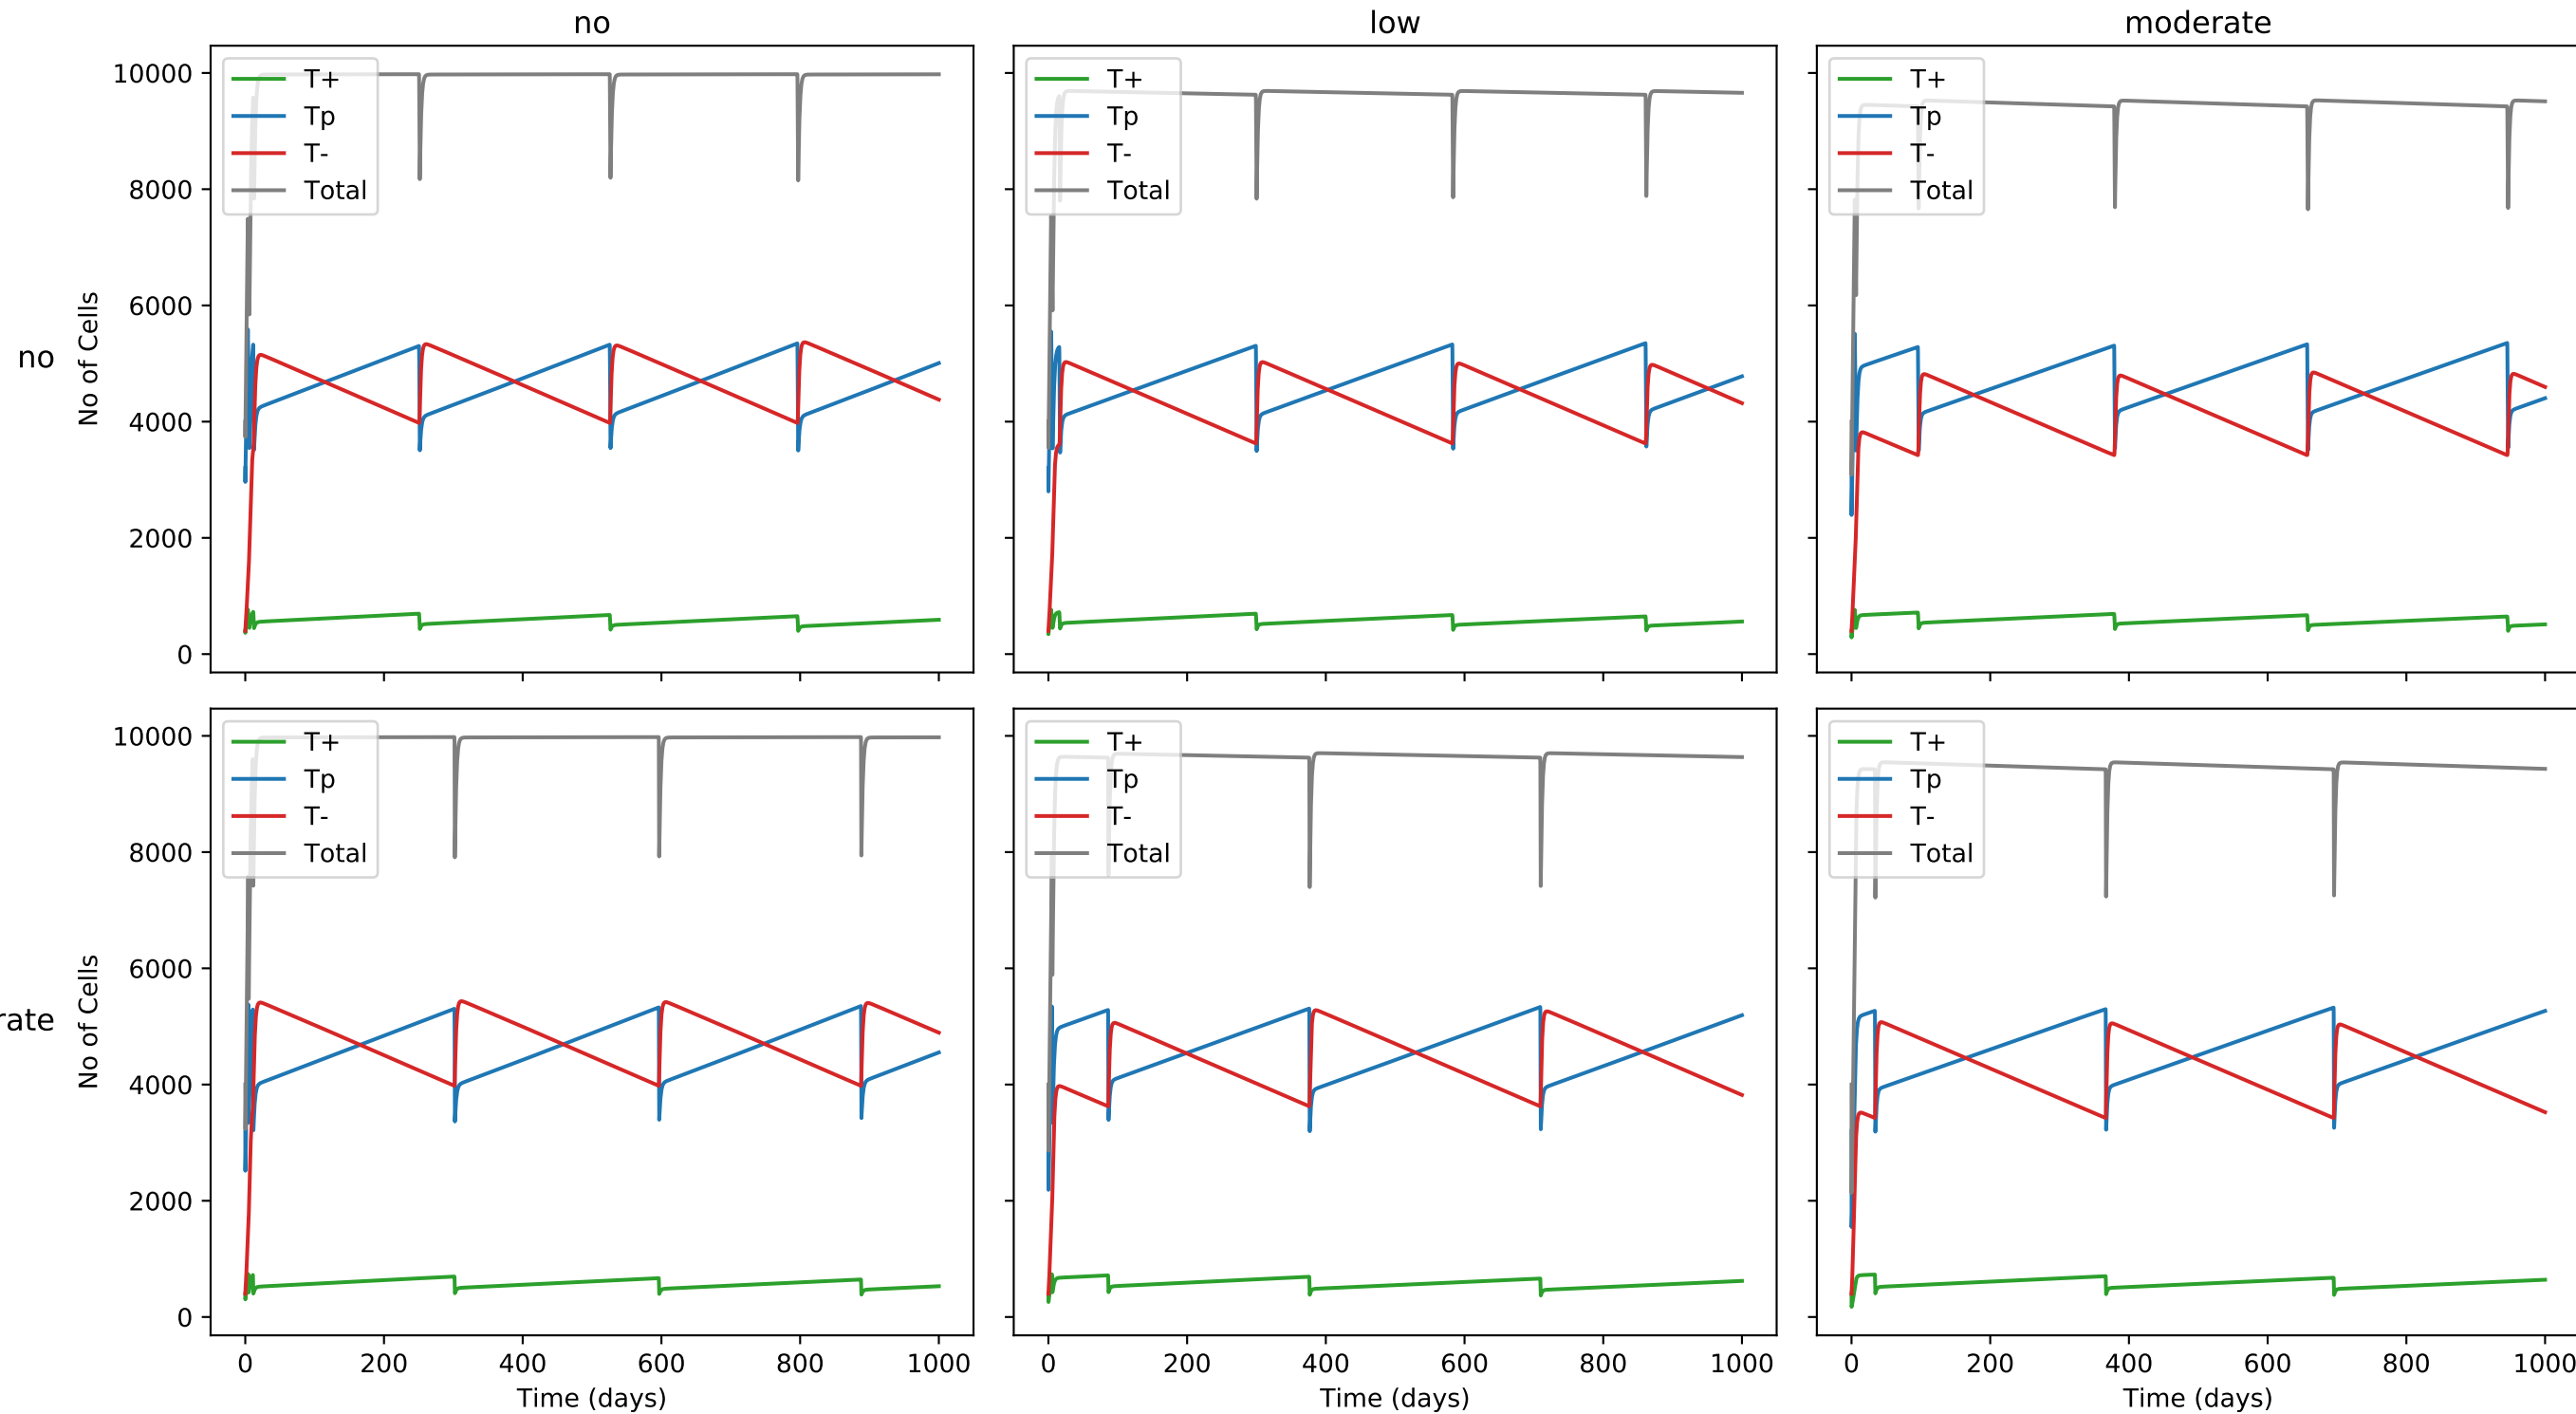 no
low
moderate
no
No of Cells
10000
8000
6000
4000
2000
0
T+
Tp
T-
Total
T+
Tp
T-
Total
T+
Tp
T-
Total
rate
No of Cells
10000
8000
6000
4000
2000
0
T+
Tp
T-
Total
T+
Tp
T-
Total
T+
Tp
T-
Total
0 200 400 600 800 1000
0 200 400 600 800 1000
0 200 400 600 800 1000
Time (days)
Time (days)
Time (days)